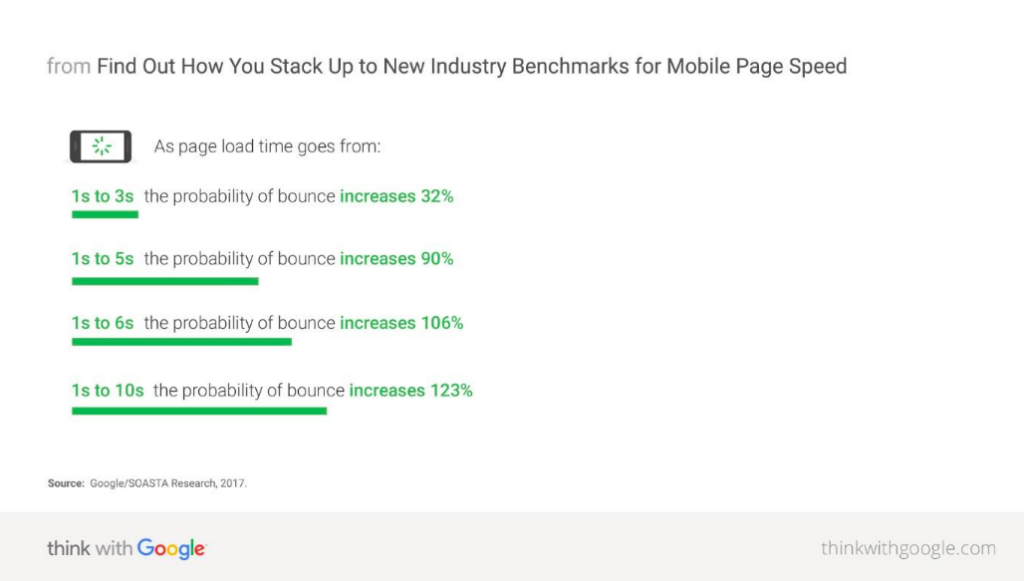 from Find Out How You Stack Up to New Industry Benchmarks for Mobile Page Speed
As page load time goes from:
1s to 3s the probability of bounce increases 32%
1s to 5s the probability of bounce increases 90%
1s to 6s the probability of bounce increases 106%
1s to 10s the probability of bounce increases 123%
Source: Google/SOASTA Research, 2017.
think with Google
thinkwithgoogle.com